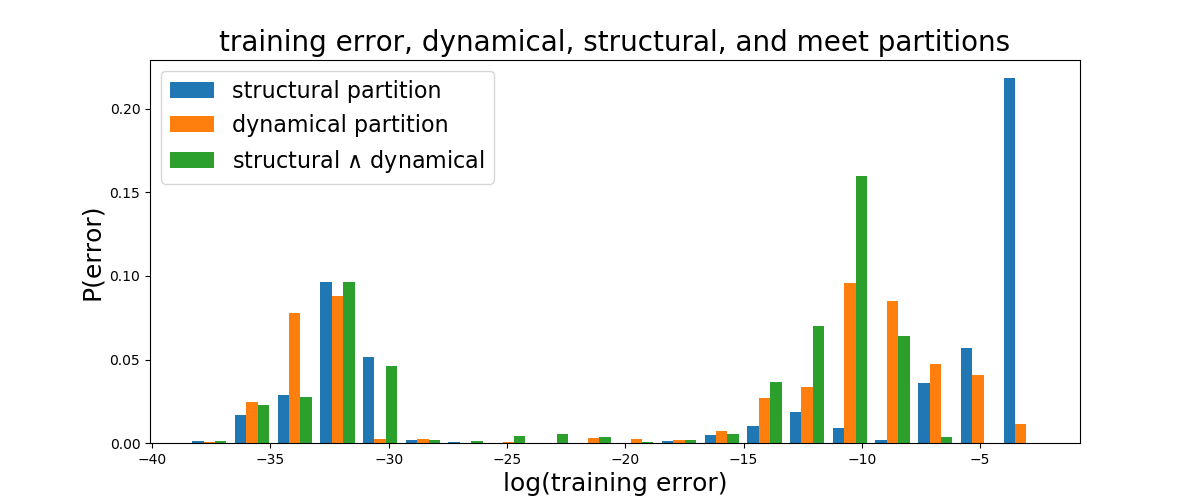 training error, dynamical, structural, and meet partitions
structural partition
dynamical partition
structural ∧ dynamical
P(error)
0.20
0.15
0.10
0.05
0.00
−40 −35 −30 −25 −20 −15 −10 −5
log(training error)